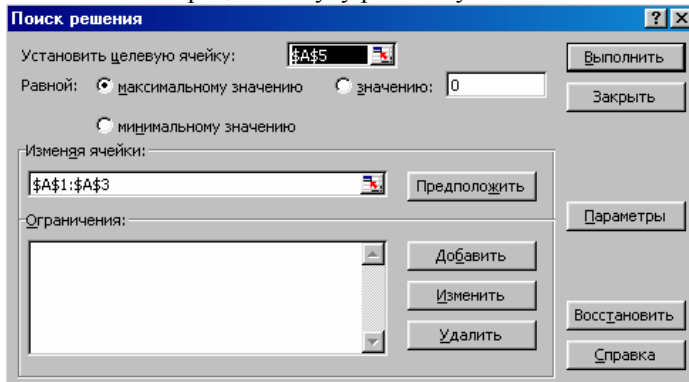 Поиск решения
Установить целевую ячейку: $A$5
Выполнить
Равной: максимальному значению значению: 0
Закрыть
минимальному значению
Изменяя ячейки:
$A$1:$A$3
Предположить
Ограничения:
Параметры
Добавить
Изменить
Удалить
Восстановить
Справка